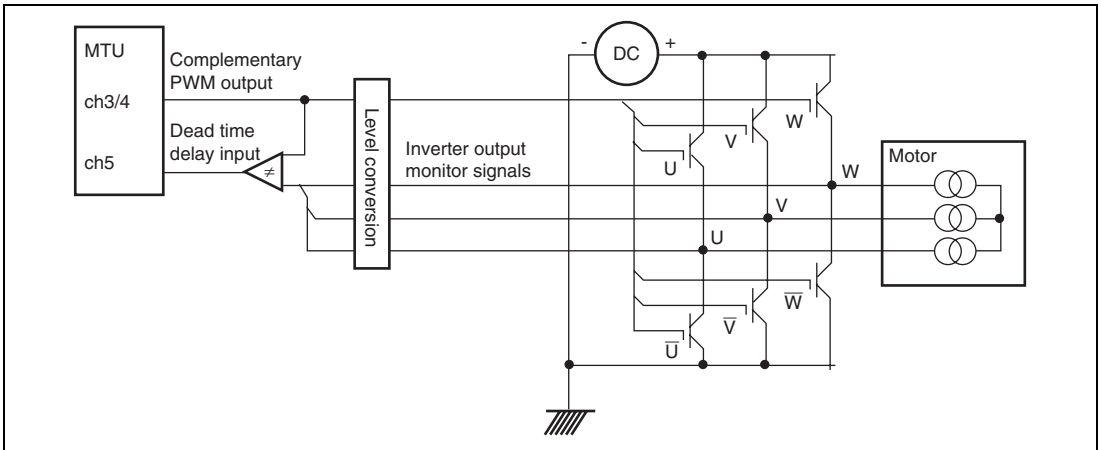 MTU
ch3/4
ch5
Complementary
PWM output
Dead time
delay input
≠
Level conversion
Inverter output
monitor signals
- DC +
W
V
U
W
V
U
W̅
V̅
U̅
Motor